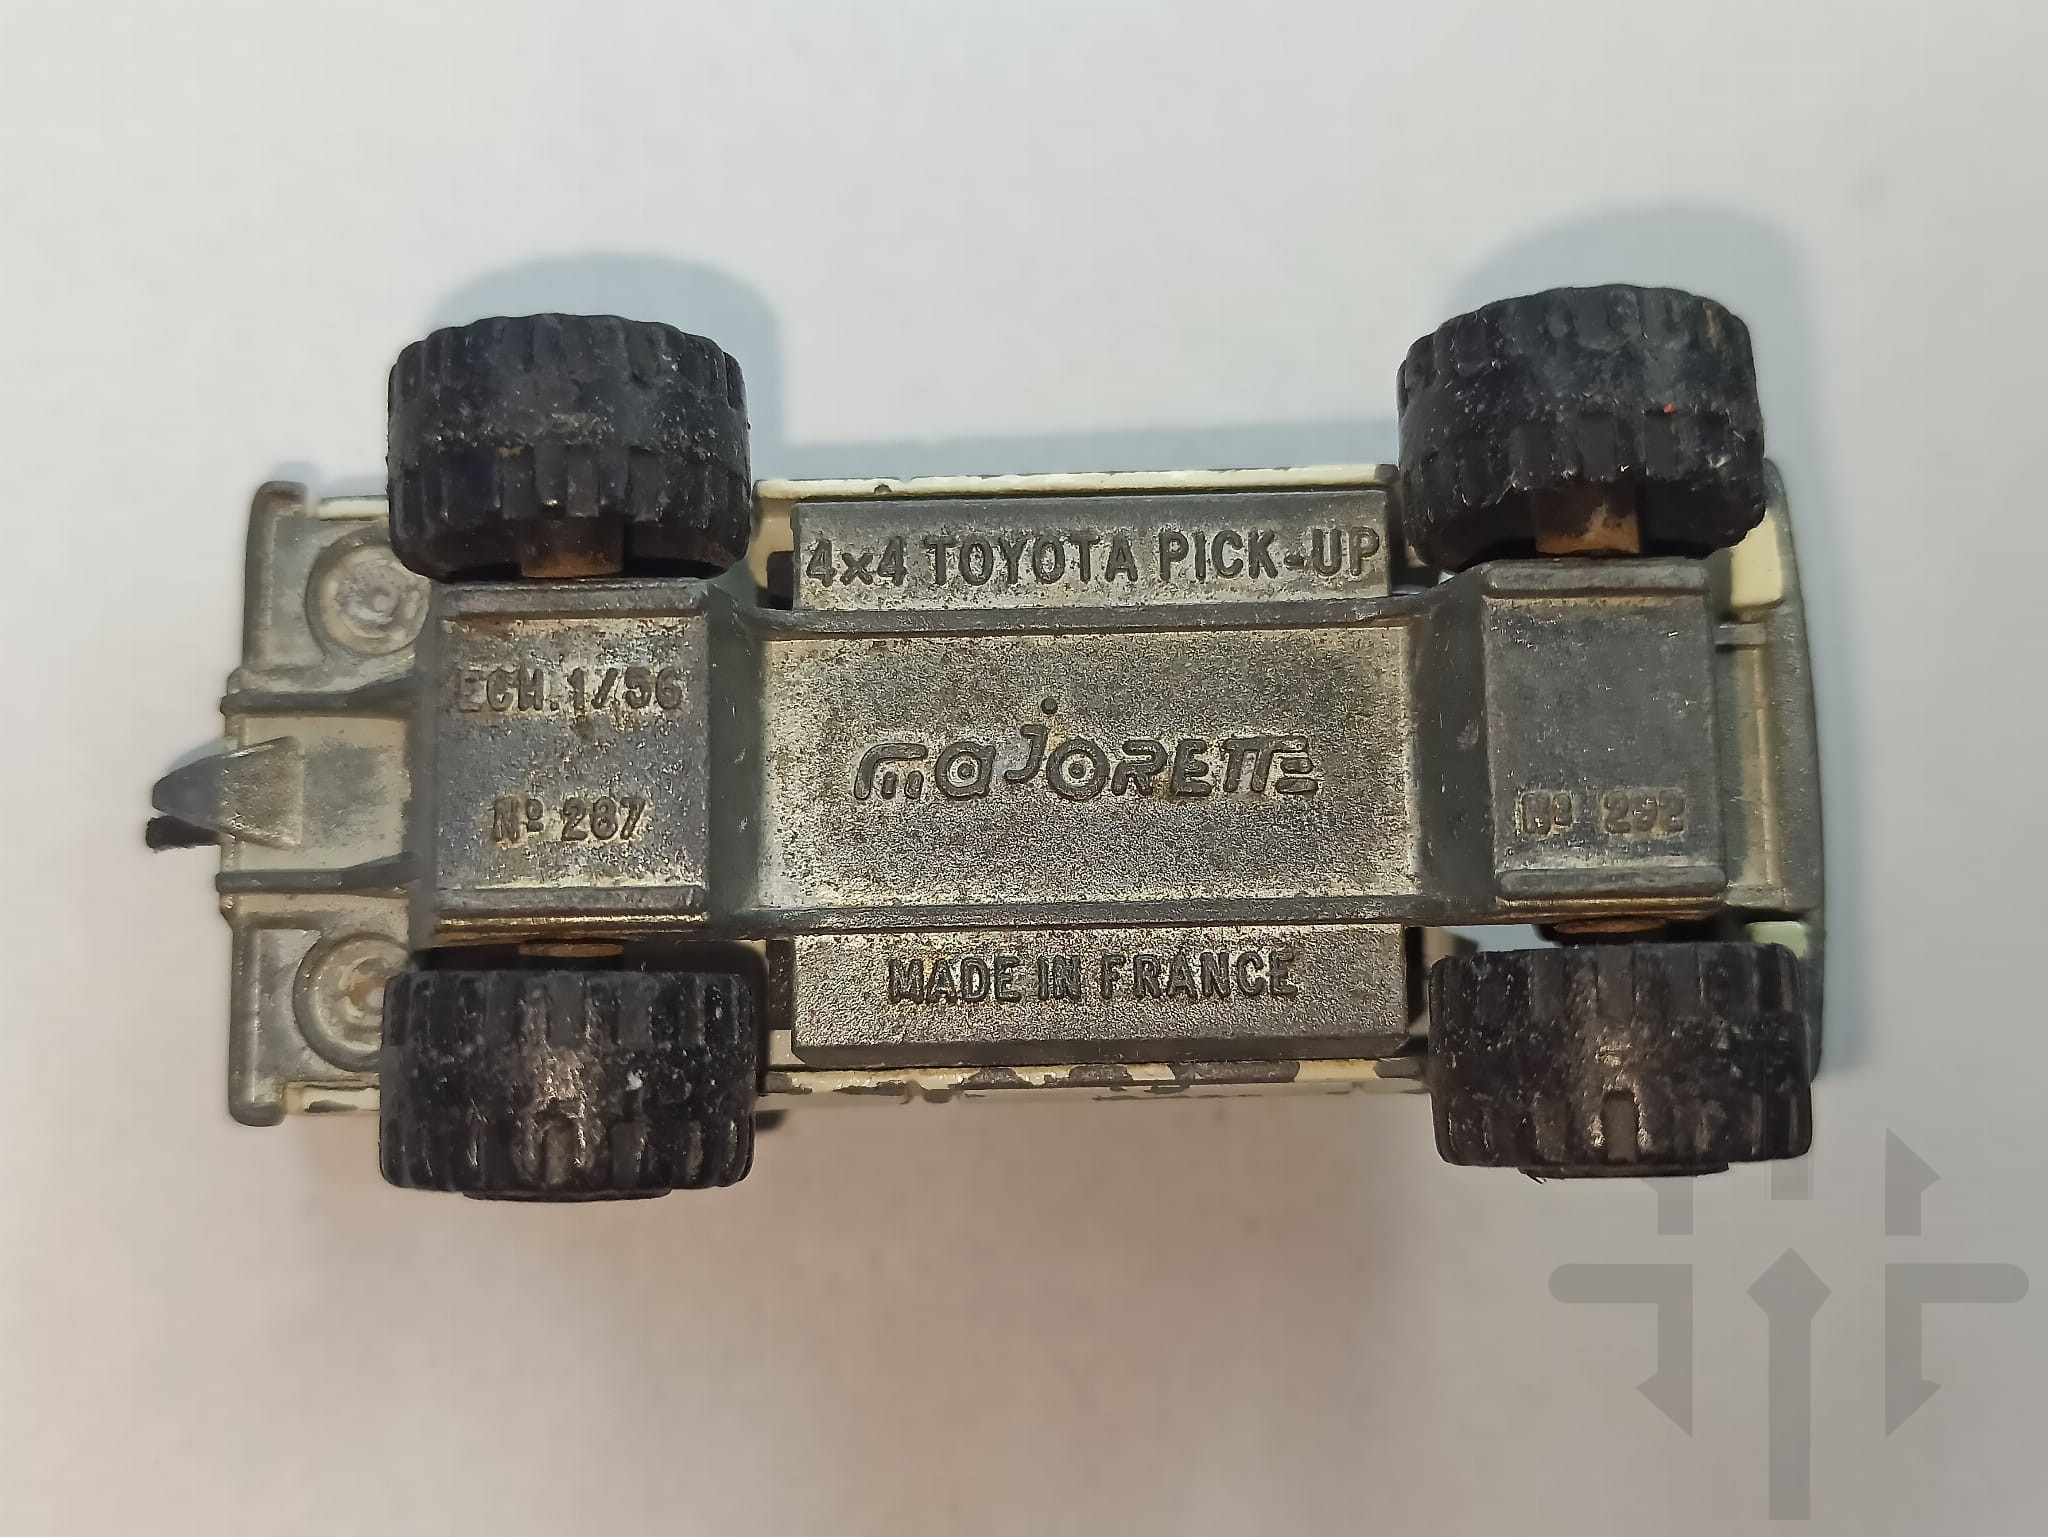 4x4 TOYOTA PICK-UP
ECH. 1/56
majORETTE
Nº 287
Nº 292
MADE IN FRANCE